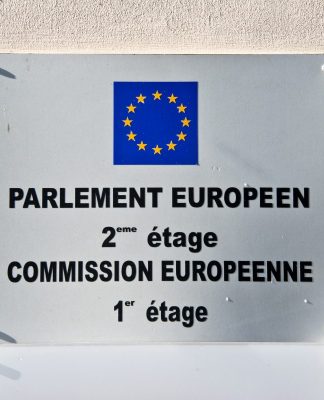 PARLEMENT EUROPEEN
2eme étage
COMMISSION EUROPEENNE
1er étage